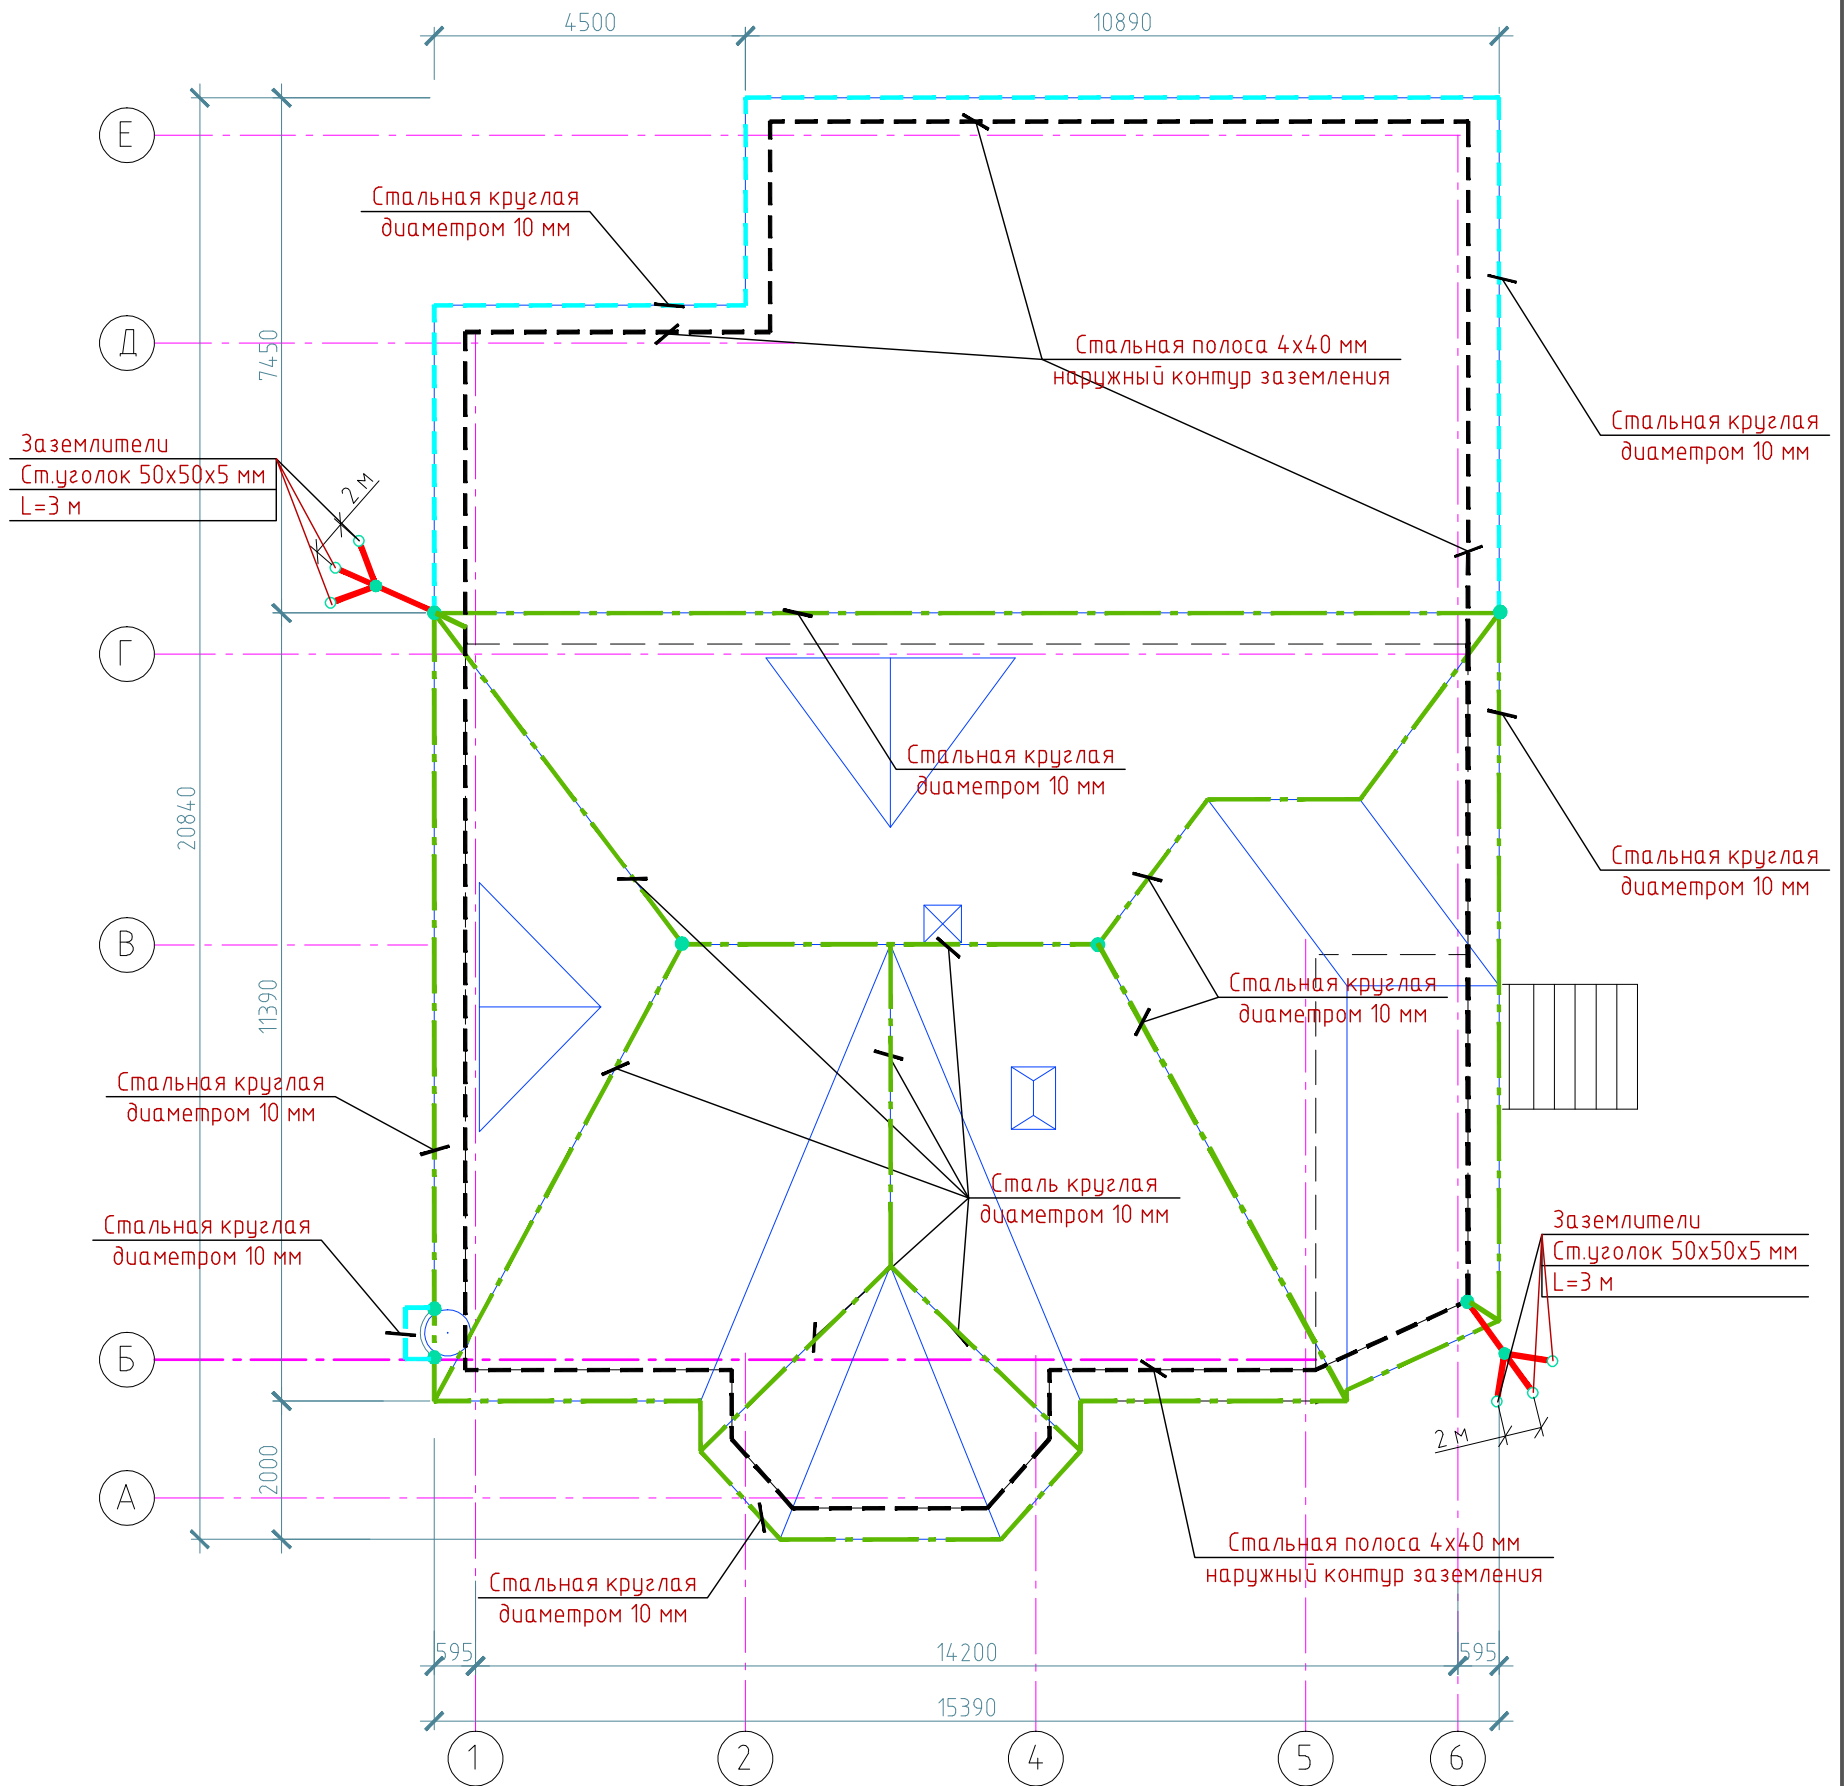 4500
10890
Е
Стальная круглая
диаметром 10 мм
Д
7450
Стальная полоса 4х40 мм
наружный контур заземления
Стальная круглая
диаметром 10 мм
Заземлители
Ст.уголок 50х50х5 мм
L=3 м
2 м
Г
Стальная круглая
диаметром 10 мм
20840
Стальная круглая
диаметром 10 мм
В
11390
Стальная круглая
диаметром 10 мм
Стальная круглая
диаметром 10 мм
Сталь круглая
диаметром 10 мм
Стальная круглая
диаметром 10 мм
Заземлители
Ст.уголок 50х50х5 мм
L=3 м
Б
2 м
2000
А
Стальная полоса 4х40 мм
наружный контур заземления
Стальная круглая
диаметром 10 мм
595
14200
595
15390
1
2
4
5
6